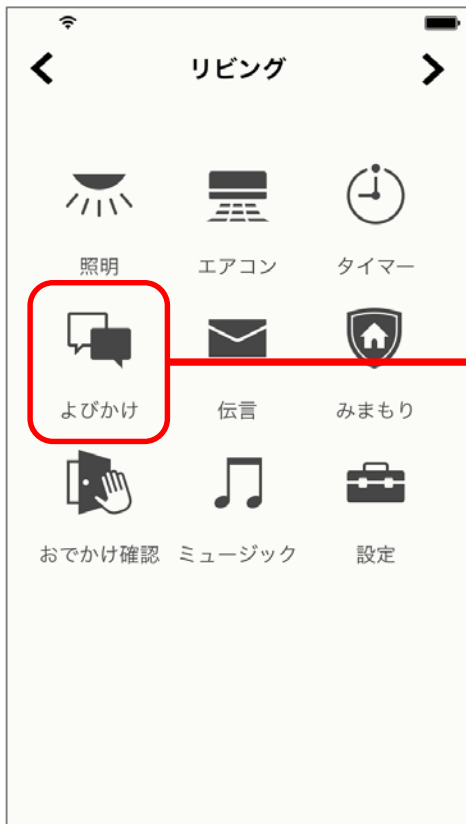 リビング
照明 エアコン タイマー
よびかけ 伝言 みまもり
おでかけ確認 ミュージック 設定